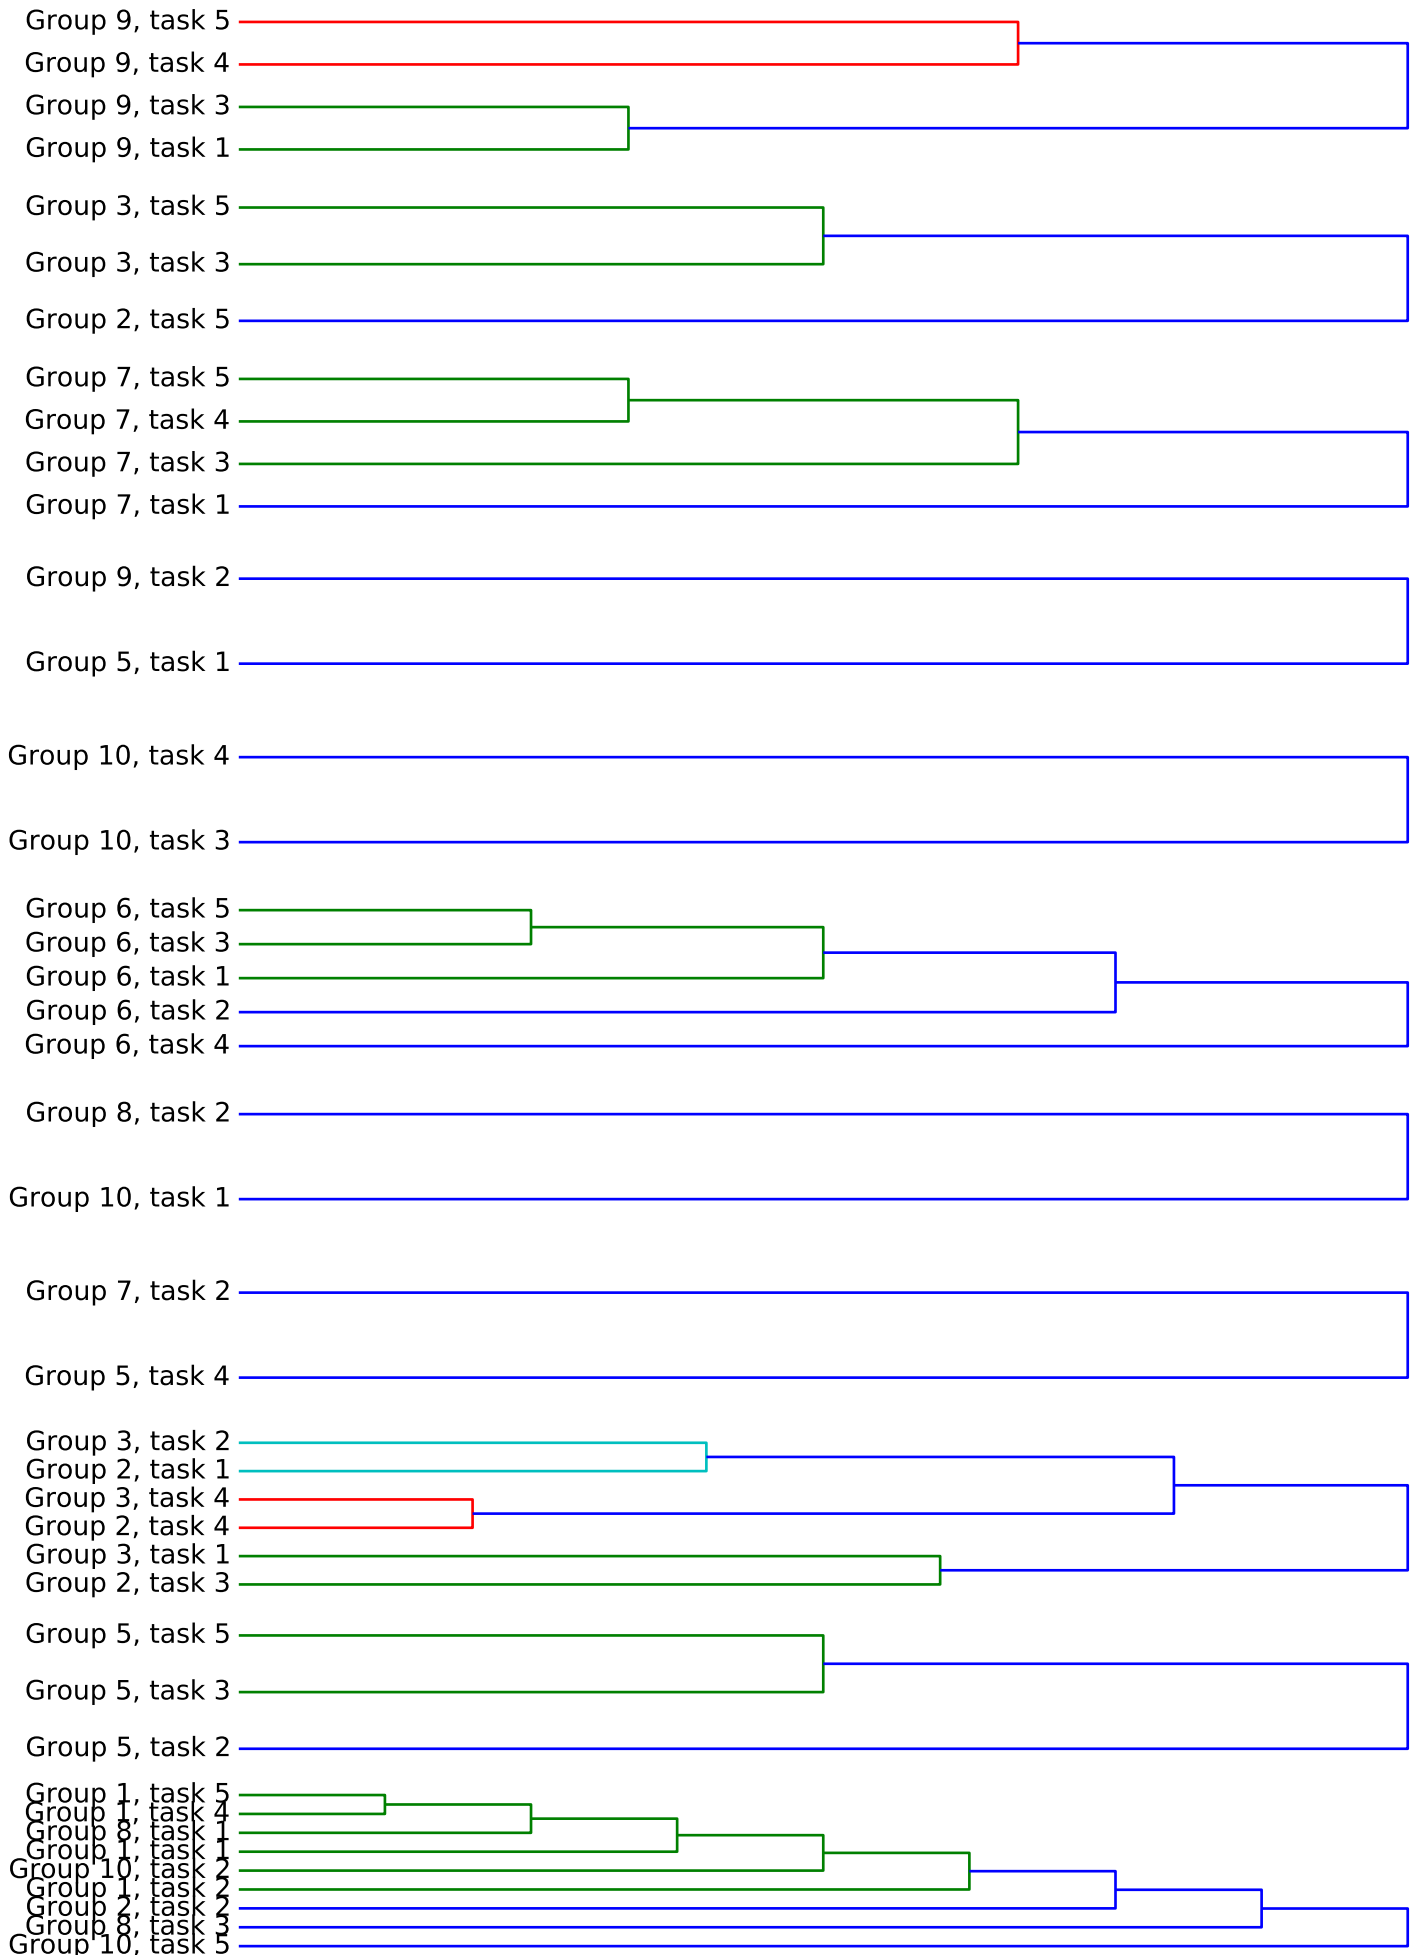 Group 9, task 5
Group 9, task 4
Group 9, task 3
Group 9, task 1
Group 3, task 5
Group 3, task 3
Group 2, task 5
Group 7, task 5
Group 7, task 4
Group 7, task 3
Group 7, task 1
Group 9, task 2
Group 5, task 1
Group 10, task 4
Group 10, task 3
Group 6, task 5
Group 6, task 3
Group 6, task 1
Group 6, task 2
Group 6, task 4
Group 8, task 2
Group 10, task 1
Group 7, task 2
Group 5, task 4
Group 3, task 2
Group 2, task 1
Group 3, task 4
Group 2, task 4
Group 3, task 1
Group 2, task 3
Group 5, task 5
Group 5, task 3
Group 5, task 2
Group 1, task 5
Group 1, task 4
Group 8, task 1
Group 1, task 1
Group 10, task 2
Group 1, task 2
Group 2, task 2
Group 8, task 3
Group 10, task 5